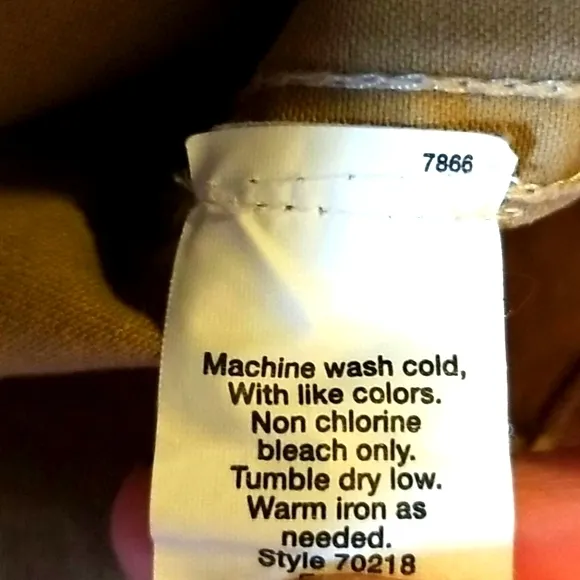 7866
Machine wash cold,
With like colors.
Non chlorine
bleach only.
Tumble dry low.
Warm iron as
needed.
Style 70218